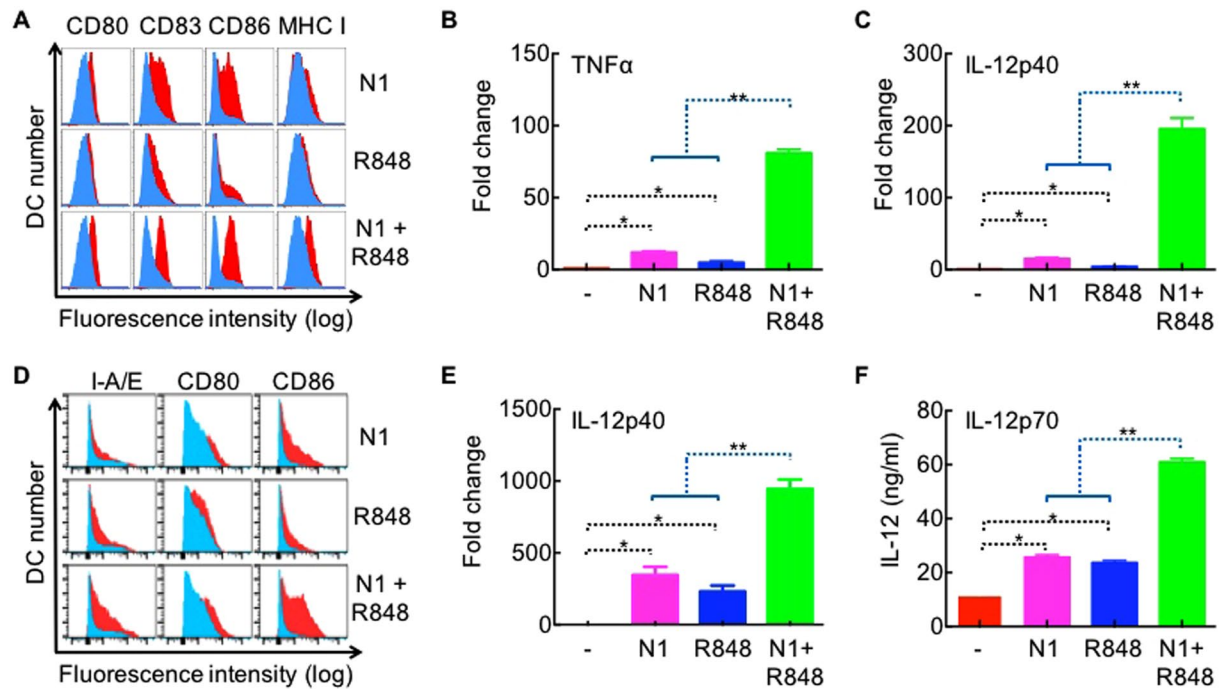 A
CD80 CD83 CD86 MHC I
N1
R848
N1 +
R848
DC number
Fluorescence intensity (log)
B
TNFα
Fold change
150
100
50
0
**
*
*
- N1 R848 N1+
R848
C
IL-12p40
Fold change
300
200
100
0
**
*
*
- N1 R848 N1+
R848
D
I-A/E CD80 CD86
N1
R848
N1 +
R848
DC number
Fluorescence intensity (log)
E
IL-12p40
Fold change
1500
1000
500
0
**
*
*
- N1 R848 N1+
R848
F
IL-12p70
IL-12 (ng/ml)
80
60
40
20
0
**
*
*
- N1 R848 N1+
R848